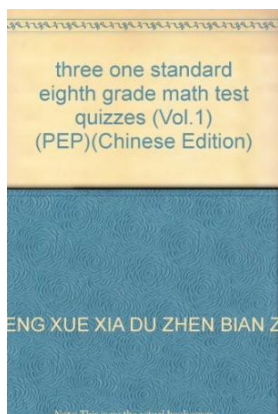 three one standard
eighth grade math test
quizzes (Vol.1)
(PEP)(Chinese Edition)
ENG XUE XIA DU ZHEN BIAN Z